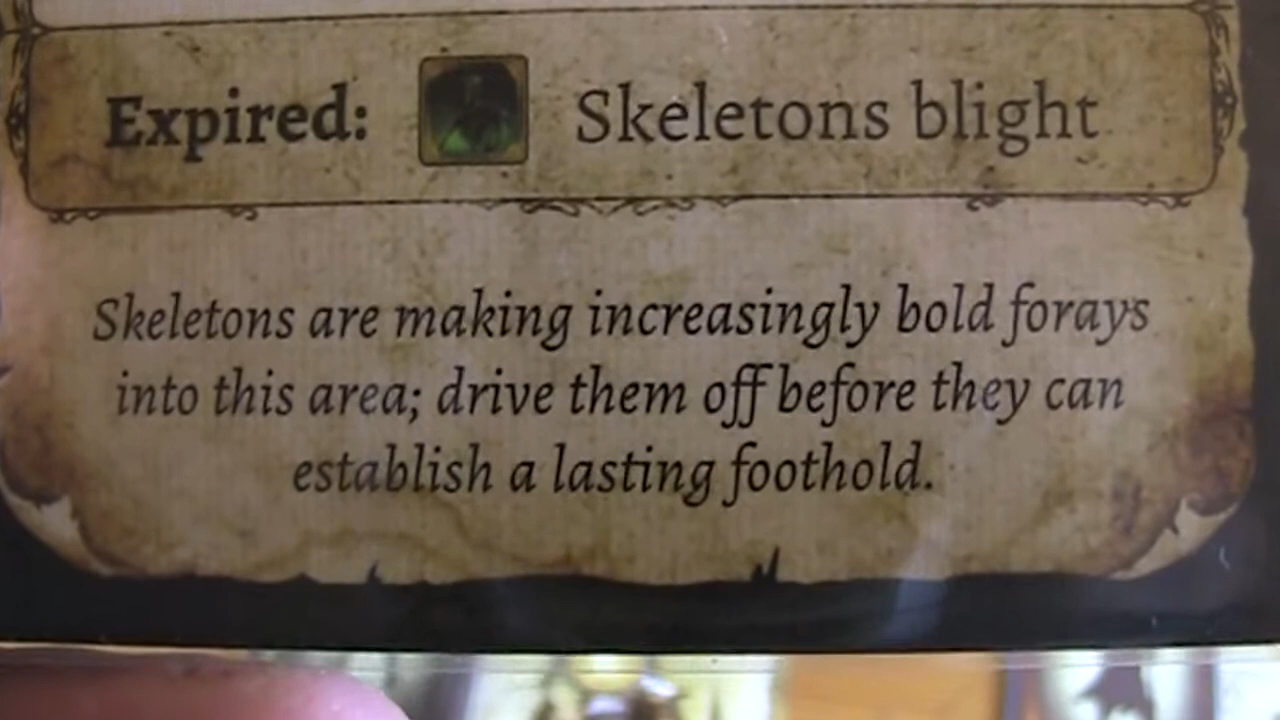 Expired: Skeletons blight
Skeletons are making increasingly bold forays
into this area; drive them off before they can
establish a lasting foothold.